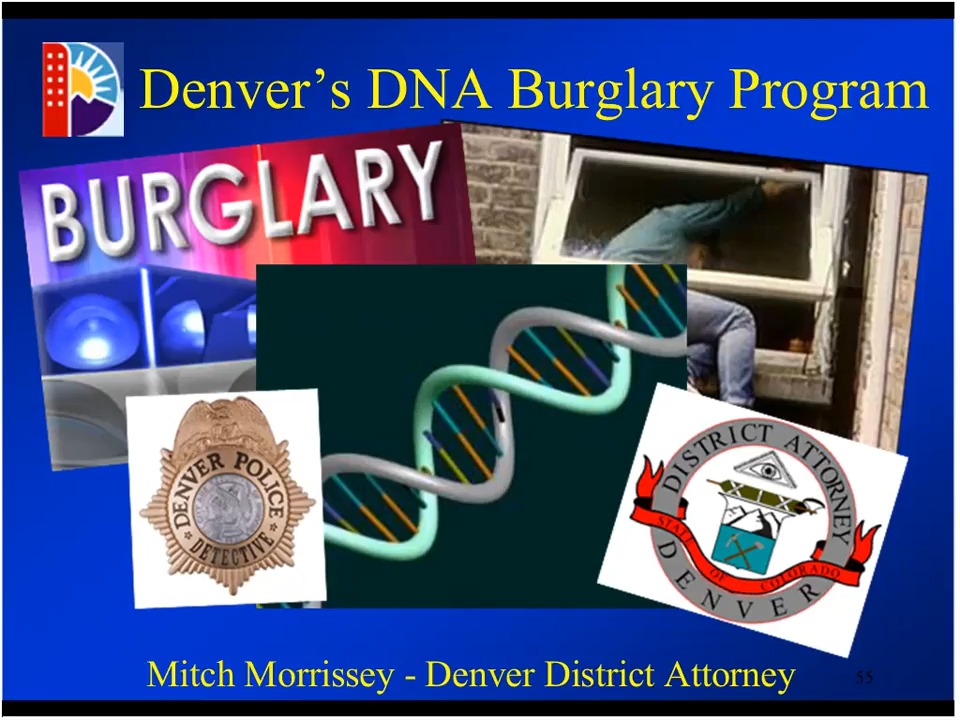 Denver's DNA Burglary Program
BURGLARY
DENVER POLICE
DETECTIVE
DISTRICT ATTORNEY
STATE OF COLORADO
DENVER
Mitch Morrissey - Denver District Attorney
55